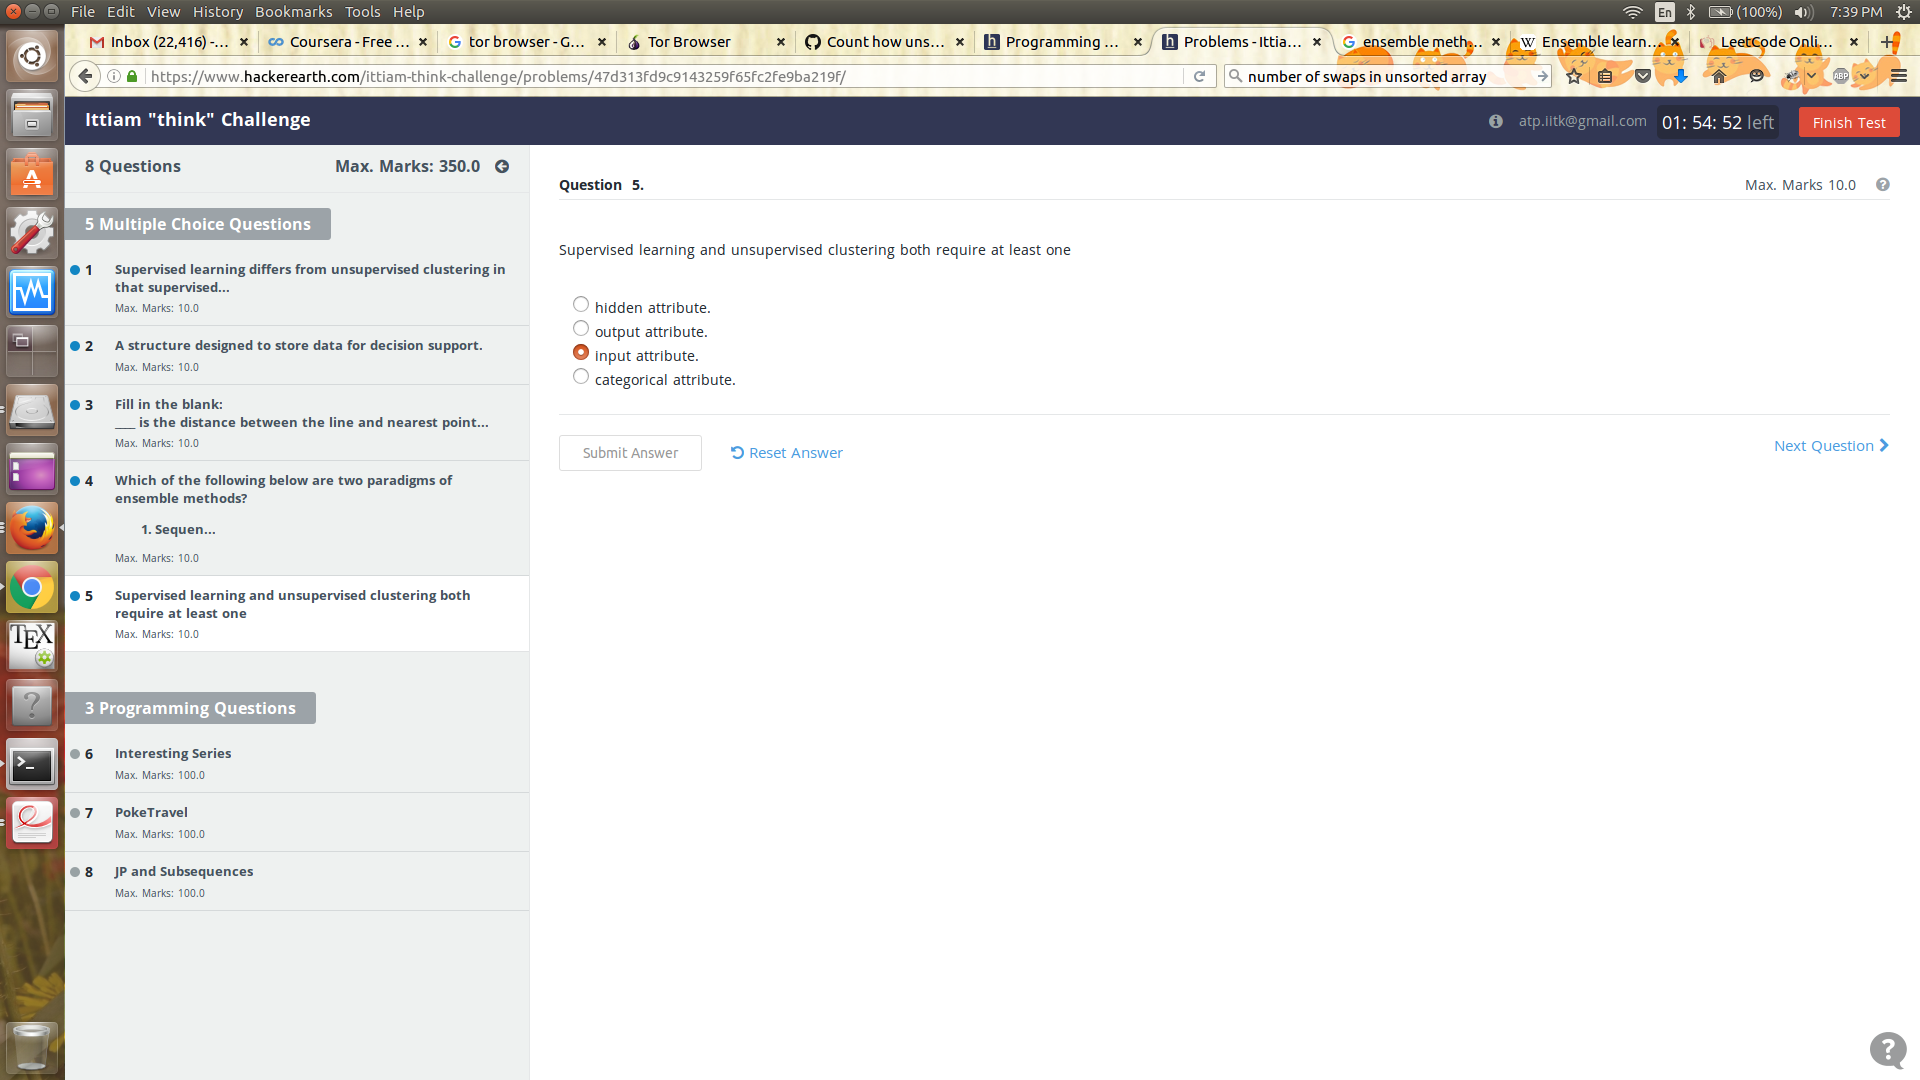 File Edit View History Bookmarks Tools Help
En (100%) 7:39 PM
Inbox (22,416) -... Coursera - Free ... tor browser - G... Tor Browser Count how uns... Programming ... Problems - Ittia... ensemble meth... Ensemble learn... LeetCode Onli...
https://www.hackerearth.com/ittiam-think-challenge/problems/47d313fd9c9143259f65fc2fe9ba219f/ number of swaps in unsorted array ABP
Ittiam "think" Challenge
atp.iitk@gmail.com 01: 54: 52 left Finish Test
8 Questions Max. Marks: 350.0
5 Multiple Choice Questions
1 Supervised learning differs from unsupervised clustering in
that supervised...
Max. Marks: 10.0
2 A structure designed to store data for decision support.
Max. Marks: 10.0
3 Fill in the blank:
___ is the distance between the line and nearest point...
Max. Marks: 10.0
4 Which of the following below are two paradigms of
ensemble methods?
1. Sequen...
Max. Marks: 10.0
5 Supervised learning and unsupervised clustering both
require at least one
Max. Marks: 10.0
3 Programming Questions
6 Interesting Series
Max. Marks: 100.0
7 PokeTravel
Max. Marks: 100.0
8 JP and Subsequences
Max. Marks: 100.0
Question 5. Max. Marks 10.0 ?
Supervised learning and unsupervised clustering both require at least one
hidden attribute.
output attribute.
input attribute.
categorical attribute.
Submit Answer Reset Answer Next Question
TEX
?